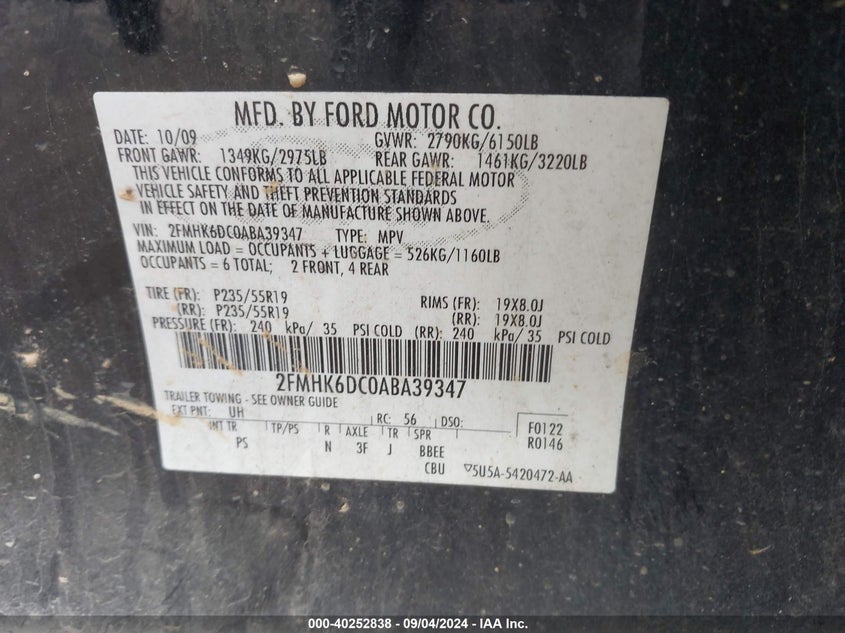 MFD. BY FORD MOTOR CO.
DATE: 10/09 GVWR: 2790KG/6150LB
FRONT GAWR: 1349KG/2975LB REAR GAWR: 1461KG/3220LB
THIS VEHICLE CONFORMS TO ALL APPLICABLE FEDERAL MOTOR
VEHICLE SAFETY AND THEFT PREVENTION STANDARDS
IN EFFECT ON THE DATE OF MANUFACTURE SHOWN ABOVE.
VIN: 2FMHK6DC0ABA39347 TYPE: MPV
MAXIMUM LOAD = OCCUPANTS + LUGGAGE = 526KG/1160LB
OCCUPANTS = 6 TOTAL; 2 FRONT, 4 REAR
TIRE (FR): P235/55R19 RIMS (FR): 19X8.0J
(RR): P235/55R19 (RR): 19X8.0J
PRESSURE (FR): 240 kPa/ 35 PSI COLD (RR): 240 kPa/ 35 PSI COLD
2FMHK6DC0ABA39347
TRAILER TOWING - SEE OWNER GUIDE
EXT PNT: UH RC: 56 DSO: F0122
INT TR TP/PS R AXLE TR SPR R0146
PS N 3F J BBEE
CBU ▽5U5A-5420472-AA
000-40252838 - 09/04/2024 - IAA Inc.